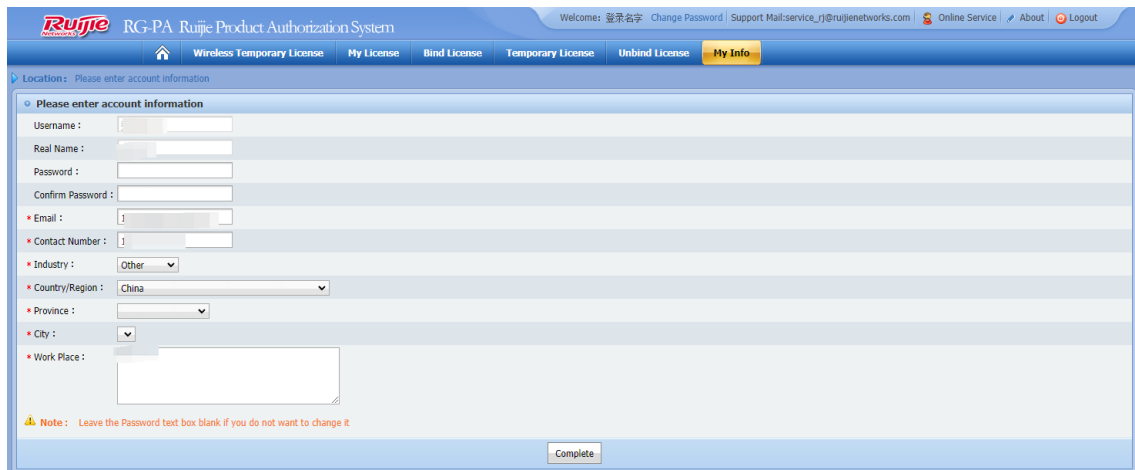 Welcome: 登录名字 Change Password Support Mail:service_rj@ruijienetworks.com Online Service About Logout
Ruijie Networks RG-PA Ruijie Product Authorization System
Wireless Temporary License My License Bind License Temporary License Unbind License My Info
Location: Please enter account information
Please enter account information
Username :
Real Name :
Password :
Confirm Password :
* Email : 1
* Contact Number : 1
* Industry : Other
* Country/Region : China
* Province :
* City :
* Work Place :
Note : Leave the Password text box blank if you do not want to change it
Complete